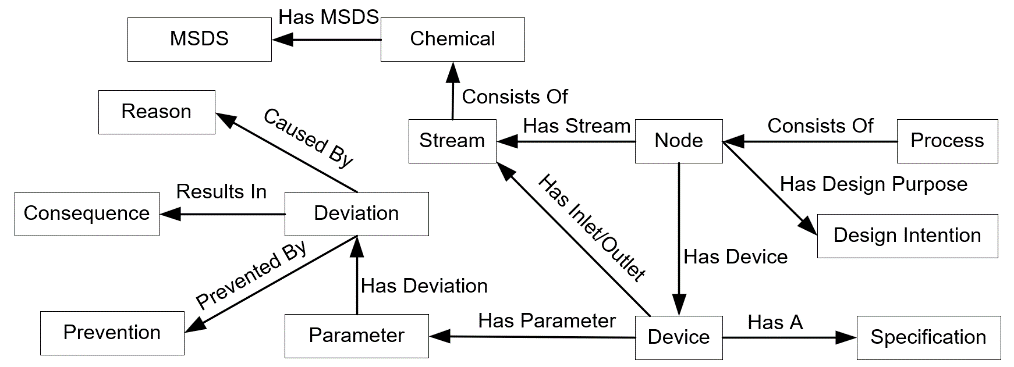 Has MSDS
MSDS
Chemical
Consists Of
Reason
Caused By
Stream
Has Stream
Node
Consists Of
Process
Has Design Purpose
Results In
Has Inlet/Outlet
Consequence
Deviation
Design Intention
Prevented By
Has Device
Has Deviation
Prevention
Parameter
Has Parameter
Device
Has A
Specification